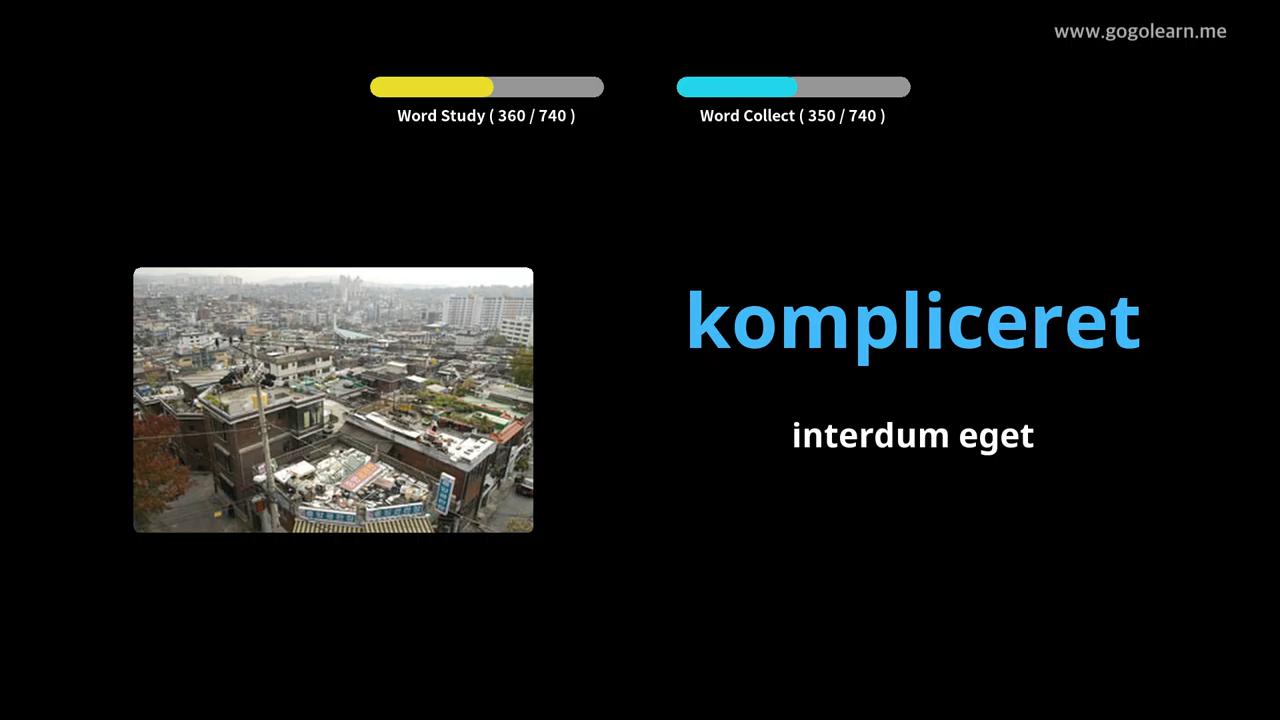 www.gogolearn.me
Word Study ( 360 / 740 )
Word Collect ( 350 / 740 )
kompliceret
interdum eget